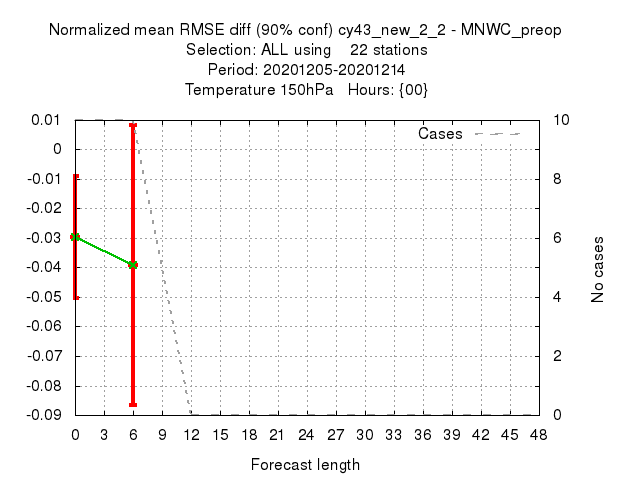 Normalized mean RMSE diff (90% conf) cy43_new_2_2 - MNWC_preop
Selection: ALL using 22 stations
Period: 20201205-20201214
Temperature 150hPa Hours: {00}
Cases
0.01
0
-0.01
-0.02
-0.03
-0.04
-0.05
-0.06
-0.07
-0.08
-0.09
10
8
6
4
2
0
No cases
0 3 6 9 12 15 18 21 24 27 30 33 36 39 42 45 48
Forecast length